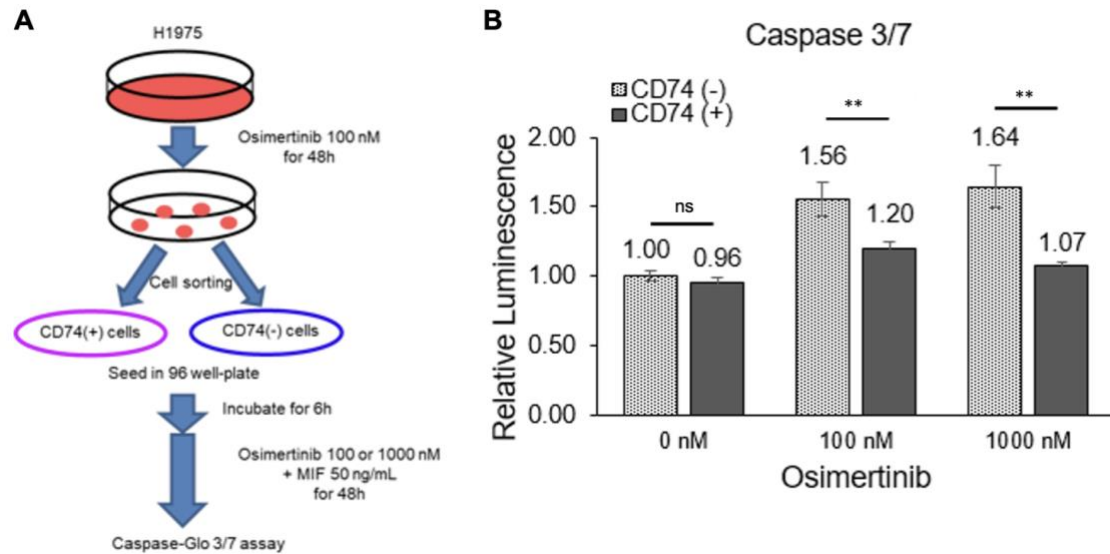 A
H1975
Osimertinib 100 nM
for 48h
Cell sorting
CD74(+) cells
CD74(-) cells
Seed in 96 well-plate
Incubate for 6h
Osimertinib 100 or 1000 nM
+ MIF 50 ng/mL
for 48h
Caspase-Glo 3/7 assay
B
Caspase 3/7
CD74 (-)
CD74 (+)
Relative Luminescence
2.00
1.50
1.00
0.50
0.00
ns
1.00
0.96
**
1.56
1.20
**
1.64
1.07
0 nM
100 nM
1000 nM
Osimertinib